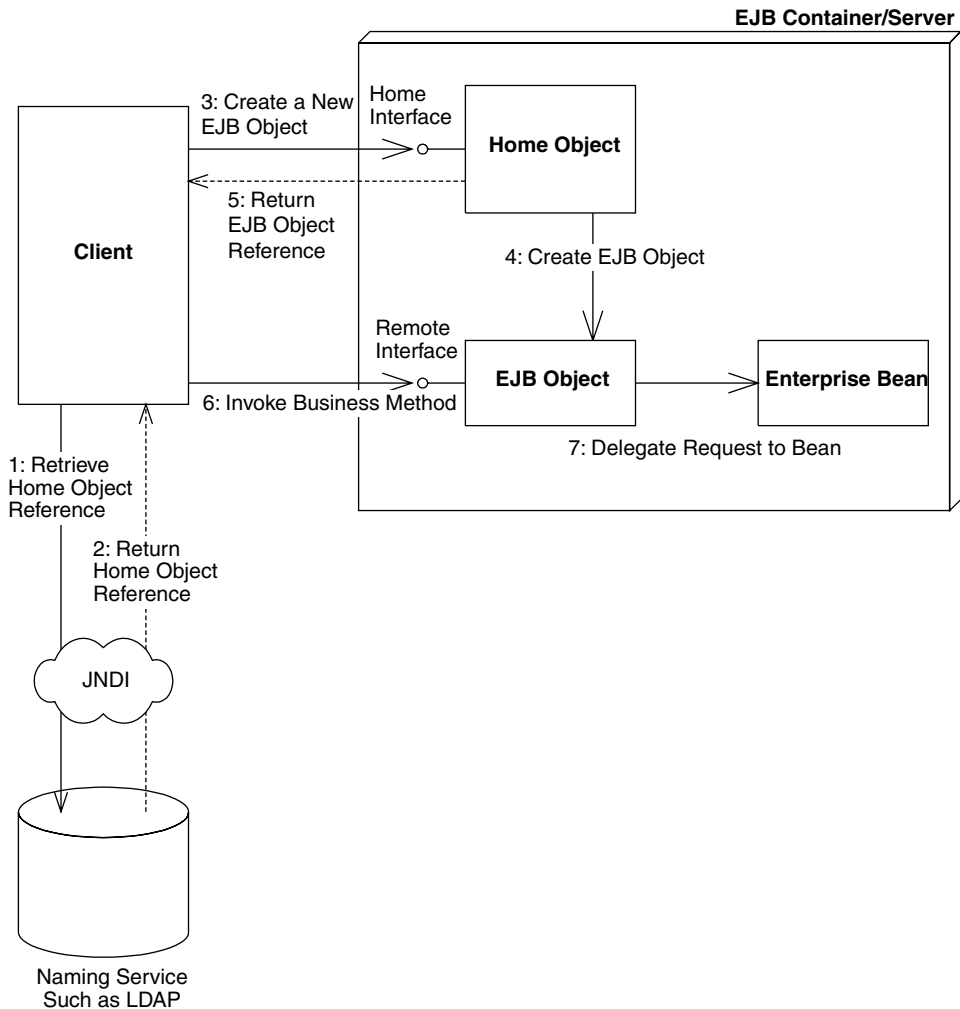 EJB Container/Server
3: Create a New
EJB Object
Home
Interface
Home Object
5: Return
EJB Object
Reference
Client
4: Create EJB Object
Remote
Interface
EJB Object
Enterprise Bean
6: Invoke Business Method
7: Delegate Request to Bean
1: Retrieve
Home Object
Reference
2: Return
Home Object
Reference
JNDI
Naming Service
Such as LDAP